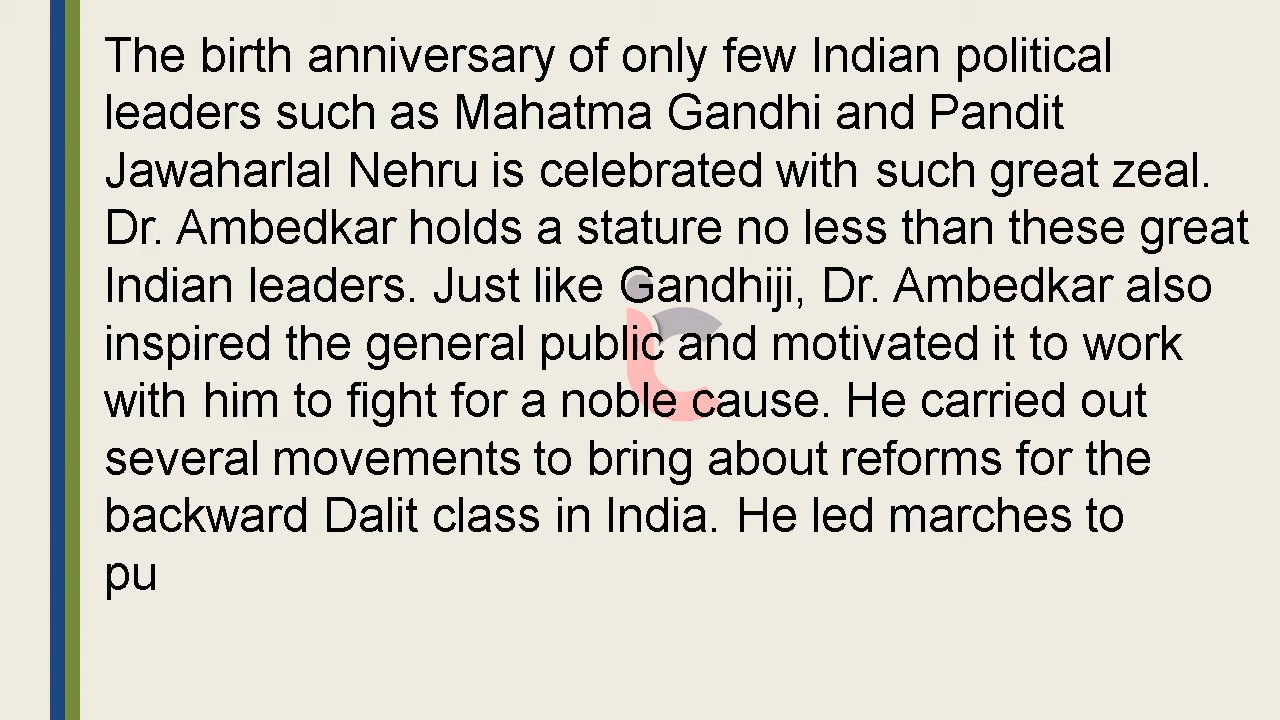 The birth anniversary of only few Indian political
leaders such as Mahatma Gandhi and Pandit
Jawaharlal Nehru is celebrated with such great zeal.
Dr. Ambedkar holds a stature no less than these great
Indian leaders. Just like Gandhiji, Dr. Ambedkar also
inspired the general public and motivated it to work
with him to fight for a noble cause. He carried out
several movements to bring about reforms for the
backward Dalit class in India. He led marches to
pu